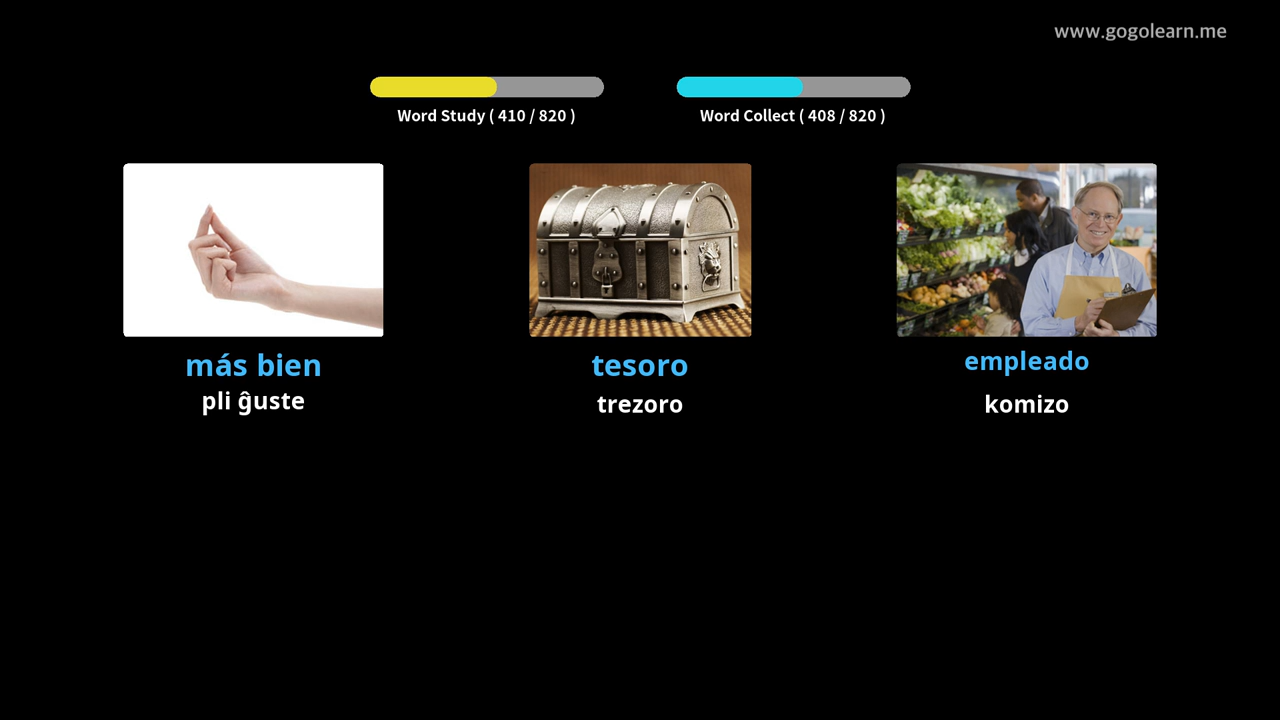 www.gogolearn.me
Word Study ( 410 / 820 )
Word Collect ( 408 / 820 )
más bien
pli ĝuste
tesoro
trezoro
empleado
komizo